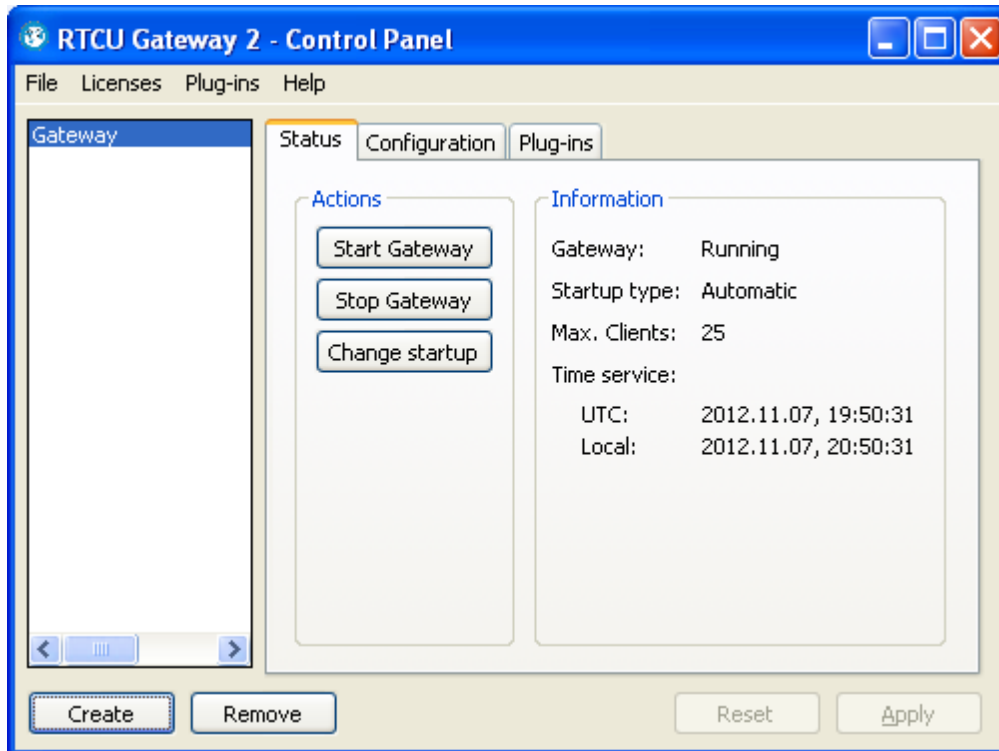 RTCU Gateway 2 - Control Panel
File Licenses Plug-ins Help
Gateway
Status Configuration Plug-ins
Actions
Start Gateway
Stop Gateway
Change startup
Information
Gateway: Running
Startup type: Automatic
Max. Clients: 25
Time service:
UTC: 2012.11.07, 19:50:31
Local: 2012.11.07, 20:50:31
Create Remove Reset Apply